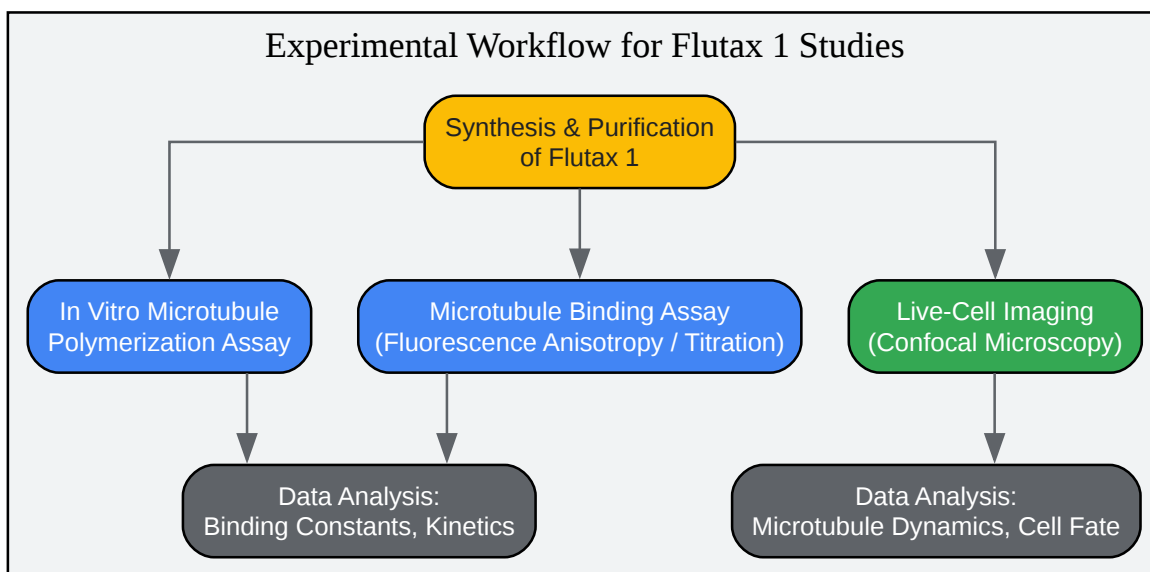 Experimental Workflow for Flutax 1 Studies
Synthesis & Purification
of Flutax 1
In Vitro Microtubule
Polymerization Assay
Microtubule Binding Assay
(Fluorescence Anisotropy / Titration)
Live-Cell Imaging
(Confocal Microscopy)
Data Analysis:
Binding Constants, Kinetics
Data Analysis:
Microtubule Dynamics, Cell Fate